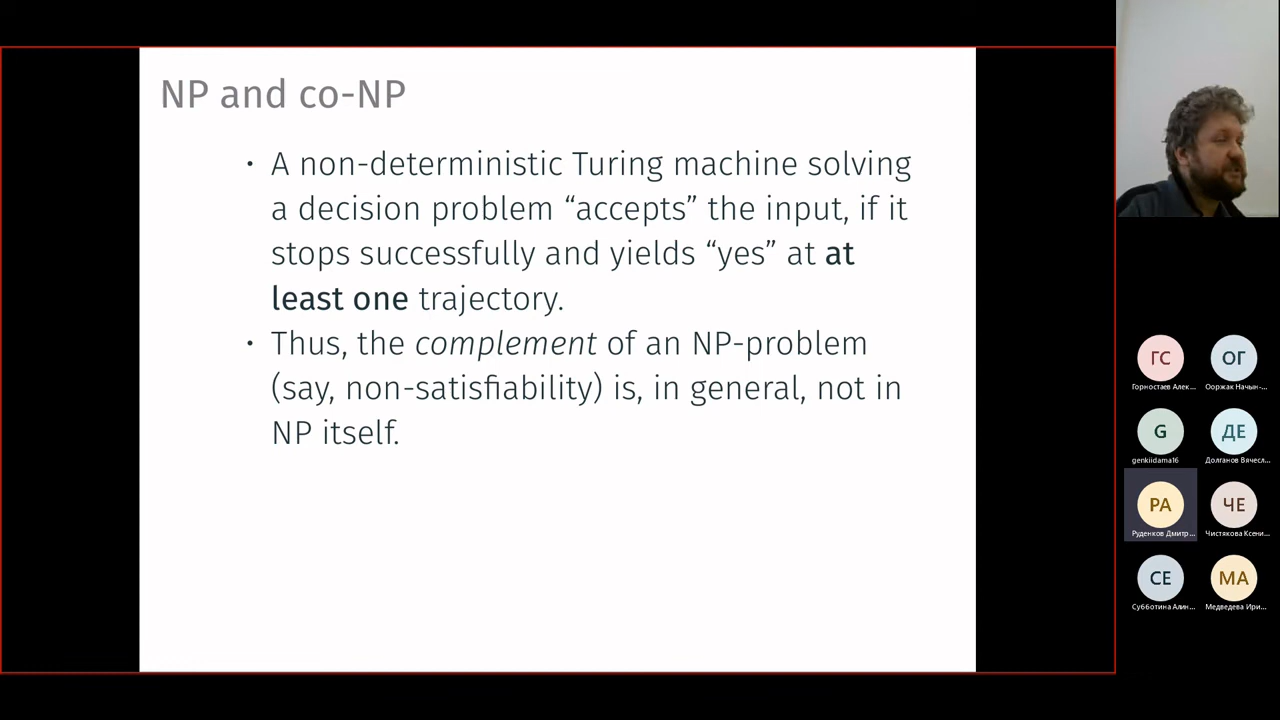 NP and co-NP
• A non-deterministic Turing machine solving
a decision problem “accepts” the input, if it
stops successfully and yields “yes” at at
least one trajectory.
• Thus, the complement of an NP-problem
(say, non-satisfiability) is, in general, not in
NP itself.
ГС
Горностаев Алек...
ОГ
Ооржак Начын-...
G
genkiidama16
ДЕ
Долганов Вячесл...
РА
Руденков Дмитр...
ЧЕ
Чистякова Ксени...
СЕ
Субботина Алин...
МА
Медведева Ири...